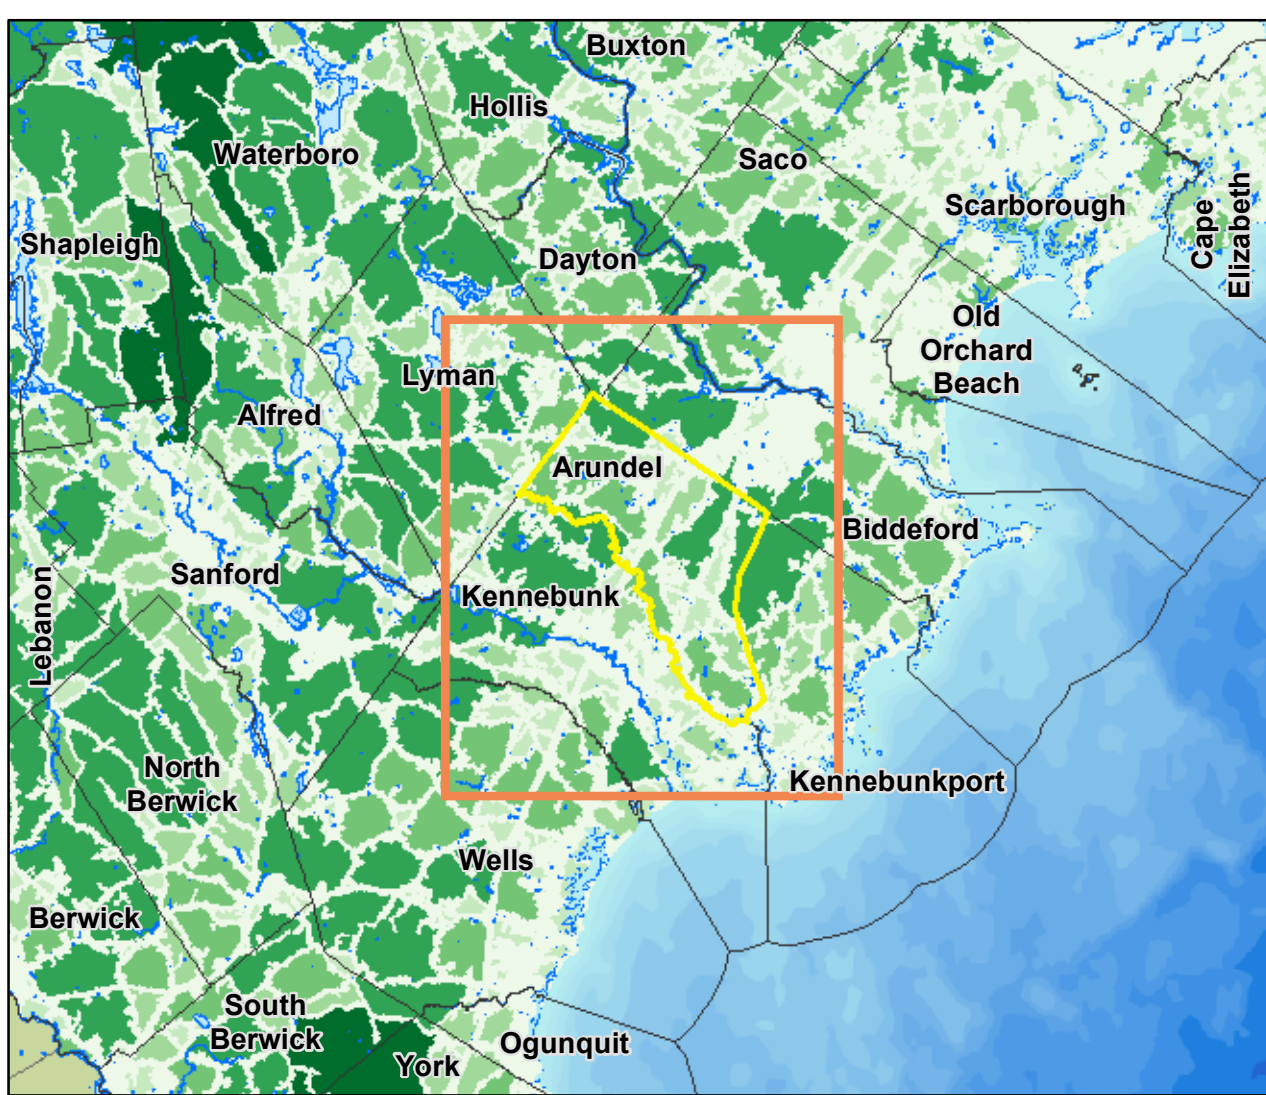 Buxton
Hollis
Waterboro
Saco
Scarborough
Cape
Elizabeth
Shapleigh
Dayton
Old
Orchard
Beach
Lyman
Alfred
Arundel
Biddeford
Sanford
Kennebunk
Lebanon
North
Berwick
Kennebunkport
Wells
Berwick
South
Berwick
Ogunquit
York